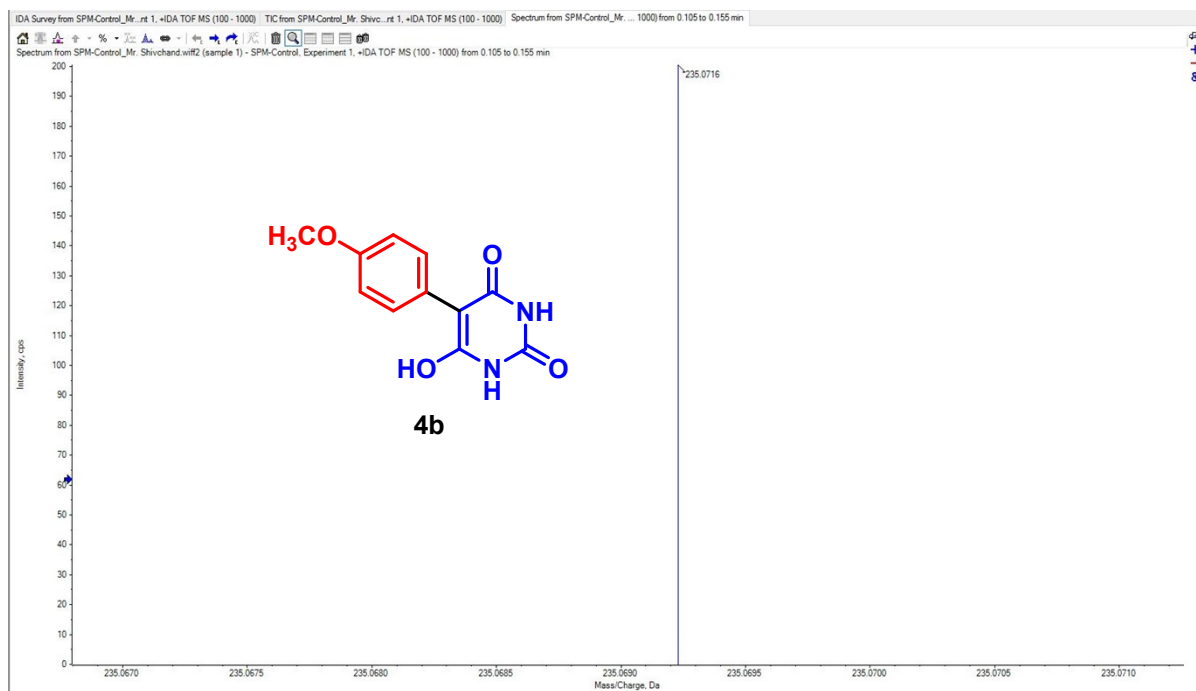 IDA Survey from SPM-Control_Mr...nt 1, +IDA TOF MS (100 - 1000) TIC from SPM-Control_Mr. Shivc...nt 1, +IDA TOF MS (100 - 1000) Spectrum from SPM-Control_Mr. ... 1000) from 0.105 to 0.155 min
%
Spectrum from SPM-Control_Mr. Shivchand.wiff2 (sample 1) - SPM-Control, Experiment 1, +IDA TOF MS (100 - 1000) from 0.105 to 0.155 min
200
235.0716
190
180
170
160
150
140
130
120
110
100
90
80
70
60
50
40
30
20
10
0
Intensity, cps
H3CO
O
NH
HO
N
H
O
4b
235.0670 235.0675 235.0680 235.0685 235.0690 235.0695 235.0700 235.0705 235.0710
Mass/Charge, Da